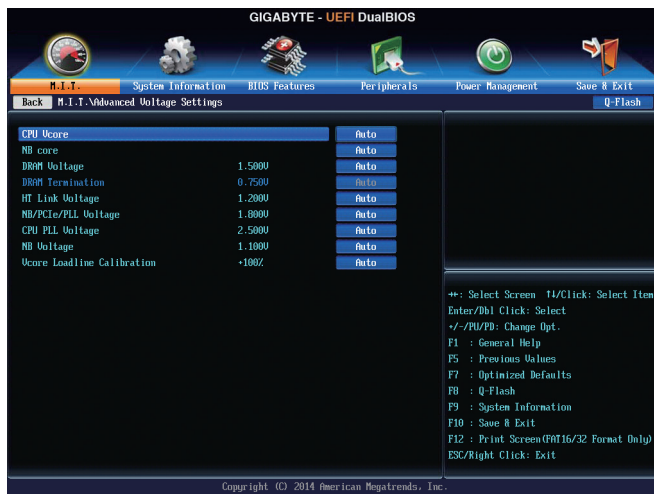 GIGABYTE - UEFI DualBIOS
M.I.T. System Information BIOS Features Peripherals Power Management Save & Exit
Back M.I.T.\Advanced Voltage Settings Q-Flash
CPU Vcore Auto
NB core Auto
DRAM Voltage 1.500V Auto
DRAM Termination 0.750V Auto
HT Link Voltage 1.200V Auto
NB/PCIe/PLL Voltage 1.800V Auto
CPU PLL Voltage 2.500V Auto
NB Voltage 1.100V Auto
Vcore Loadline Calibration +100% Auto
→←: Select Screen ↑↓/Click: Select Item
Enter/Dbl Click: Select
+/-/PU/PD: Change Opt.
F1 : General Help
F5 : Previous Values
F7 : Optimized Defaults
F8 : Q-Flash
F9 : System Information
F10 : Save & Exit
F12 : Print Screen(FAT16/32 Format Only)
ESC/Right Click: Exit
Copyright (C) 2014 American Megatrends, Inc.